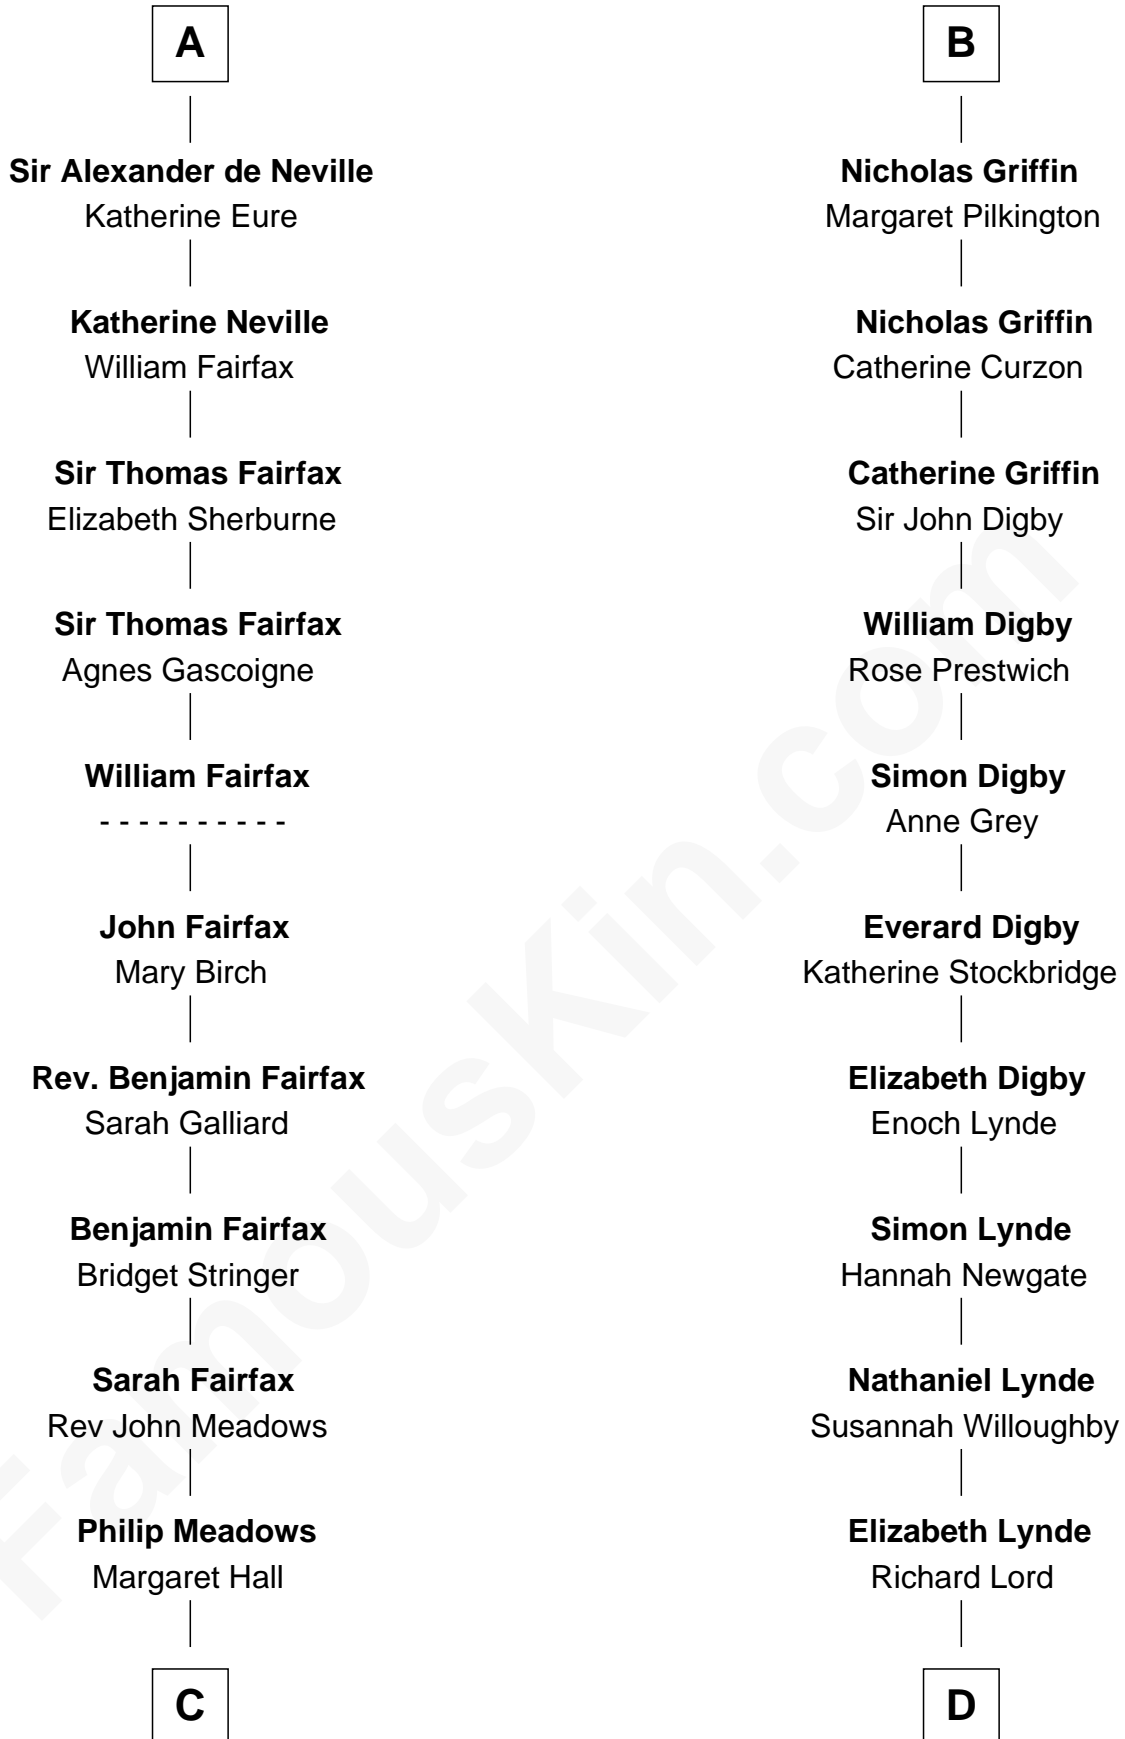 A
Sir Alexander de Neville
Katherine Eure
Katherine Neville
William Fairfax
Sir Thomas Fairfax
Elizabeth Sherburne
Sir Thomas Fairfax
Agnes Gascoigne
William Fairfax
- - - - - - - - - -
John Fairfax
Mary Birch
Rev. Benjamin Fairfax
Sarah Galliard
Benjamin Fairfax
Bridget Stringer
Sarah Fairfax
Rev John Meadows
Philip Meadows
Margaret Hall
C
B
Nicholas Griffin
Margaret Pilkington
Nicholas Griffin
Catherine Curzon
Catherine Griffin
Sir John Digby
William Digby
Rose Prestwich
Simon Digby
Anne Grey
Everard Digby
Katherine Stockbridge
Elizabeth Digby
Enoch Lynde
Simon Lynde
Hannah Newgate
Nathaniel Lynde
Susannah Willoughby
Elizabeth Lynde
Richard Lord
D
FamousKin.com